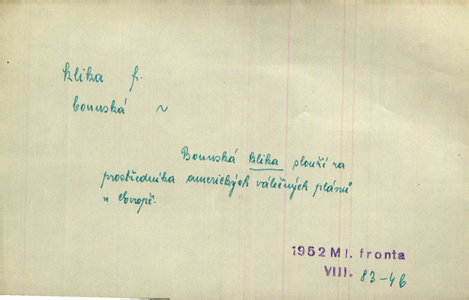 klika f.
bonnská ~
Bonnská klika slouží za
prostředníka amerických válečných plánů
v Evropě.
1952 Ml. fronta
VIII. 83-46